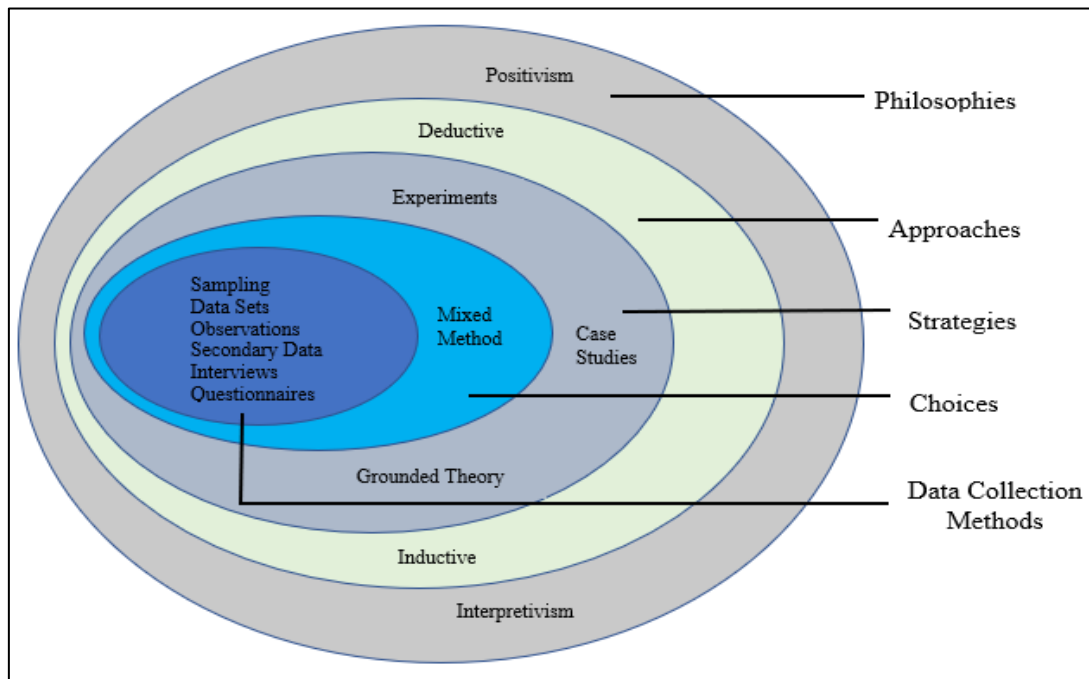 Positivism
Philosophies
Deductive
Experiments
Approaches
Sampling
Data Sets
Observations
Secondary Data
Interviews
Questionnaires
Mixed
Method
Case
Studies
Strategies
Choices
Grounded Theory
Data Collection
Methods
Inductive
Interpretivism